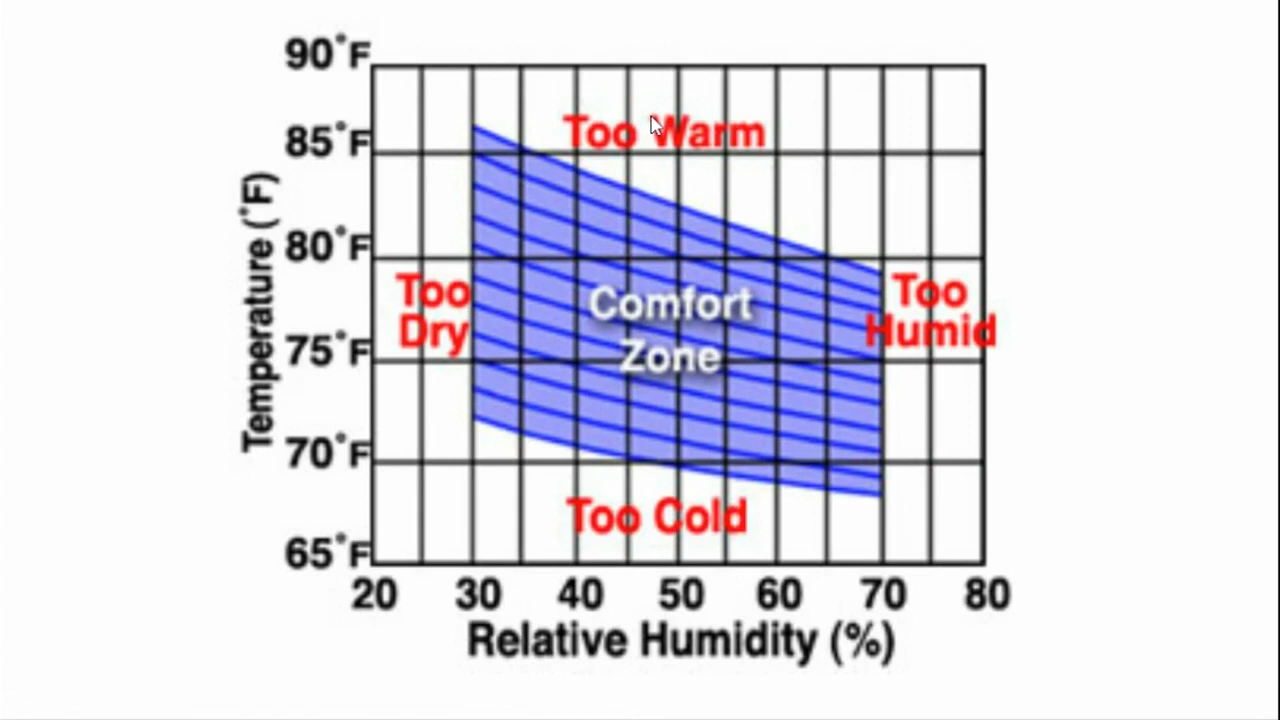 90°F
85°F
80°F
75°F
70°F
65°F
Temperature (°F)
Too Warm
Too
Dry
Comfort
Zone
Too
Humid
Too Cold
20 30 40 50 60 70 80
Relative Humidity (%)